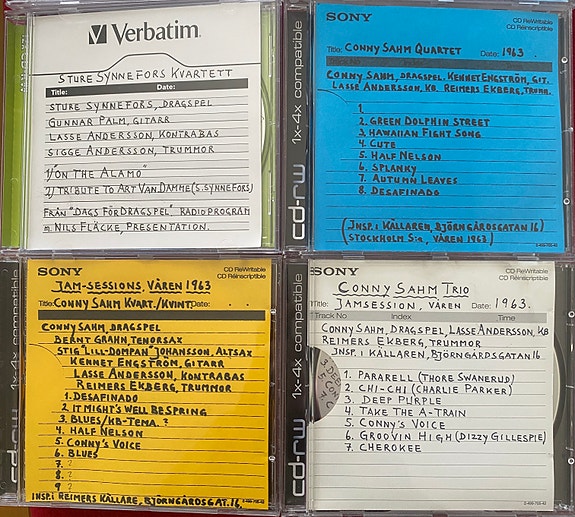 Verbatim.
STURE SYNNEFORS KVARTETT
Title: Date:
STURE SYNNEFORS, DRAGSPEL
GUNNAR PALM, GITARR
LASSE ANDERSSON, KONTRABAS
SIGGE ANDERSSON, TRUMMOR
1) "ON THE ALAMO"
2) TRIBUTE TO ART VAN DAMME (S. SYNNEFORS)
FRÅN "DAGS FÖR DRAGSPEL" RADIOPROGRAM
m. NILS FLÄCKE, PRESENTATION.
SONY
CD ReWritable
CD Réinscriptible
Title: CONNY SAHM QUARTET Date: 1963
Track No Index
CONNY SAHM, DRAGSPEL. KENNET ENGSTRÖM, GIT.
LASSE ANDERSSON, KB. REIMERS EKBERG, TRUMM.
1.
2. GREEN DOLPHIN STREET
3. HAWAIIAN FIGHT SONG
4. CUTE
5. HALF NELSON
6. SPLANKY
7. AUTUMN LEAVES
8. DESAFINADO
(INSP. i KÄLLAREN, BJÖRNGÅRDSGATAN 16)
(STOCKHOLM S:a, VÅREN 1963)
cd-rw 1x-4x compatible
SONY
CD ReWritable
CD Réinscriptible
JAM-SESSIONS, VÅREN 1963
Title: CONNY SAHM KVART./KVINT Date: . .
CONNY SAHM, DRAGSPEL
BERNT GRAHN, TENORSAX
STIG "LILL-DOMPAN" JOHANSSON, ALTSAX
KENNET ENGSTRÖM, GITARR
LASSE ANDERSSON, KONTRABAS
REIMERS EKBERG, TRUMMOR
1. DESAFINADO
2 IT MIGHT'S WELL BE SPRING
3. BLUES/KB-TEMA. ?
4. HALF NELSON
5. CONNY'S VOICE
6. BLUES
7. ?
8. ?
9 ?
INSP. i REIMERS KÄLLARE, BJÖRNGÅRDSGAT. 16.
1x-4x compatible
SONY
CD ReWritable
CD Réinscriptible
CONNY SAHM TRIO
Title: JAMSESSION, VÅREN Date: 1963.
Track No Index Time
CONNY SAHM, DRAGSPEL, LASSE ANDERSSON, KB
REIMERS EKBERG, TRUMMOR
INSP. i KÄLLAREN, BJÖRNGÅRDSGATAN 16.
1. PARARELL (THORE SWANERUD)
2. CHI-CHI (CHARLIE PARKER)
3. DEEP PURPLE
4. TAKE THE A-TRAIN
5. CONNY'S VOICE
6. GROOVIN HIGH (DIZZY GILLESPIE)
7. CHEROKEE
cd-rw 1x-4x compatible